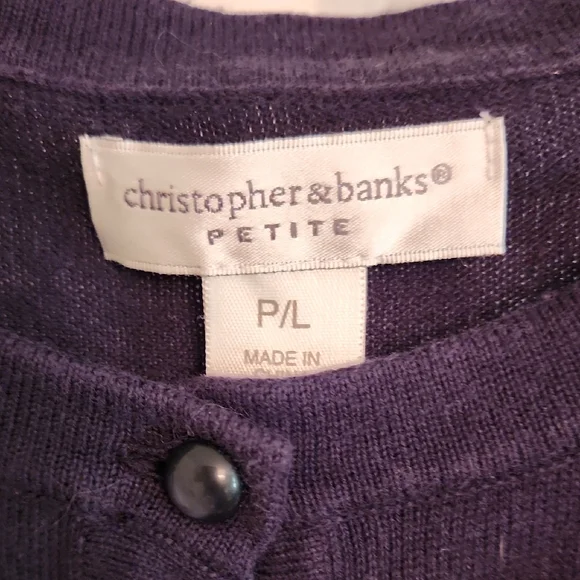 christopher&banks®
PETITE
P/L
MADE IN